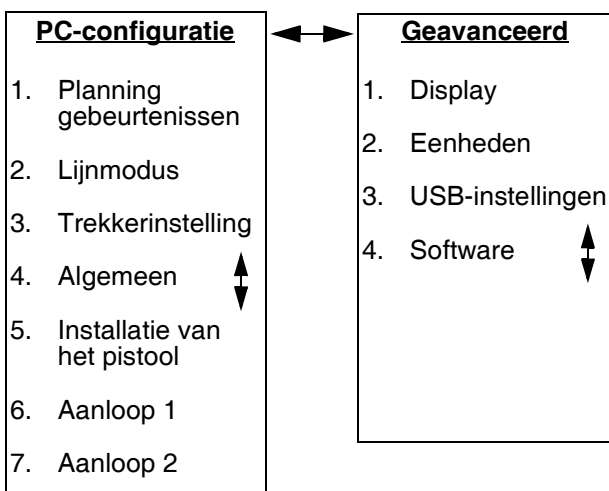 PC-configuratie
1. Planning
gebeurtenissen
2. Lijnmodus
3. Trekkerinstelling
4. Algemeen
5. Installatie van
het pistool
6. Aanloop 1
7. Aanloop 2
Geavanceerd
1. Display
2. Eenheden
3. USB-instellingen
4. Software